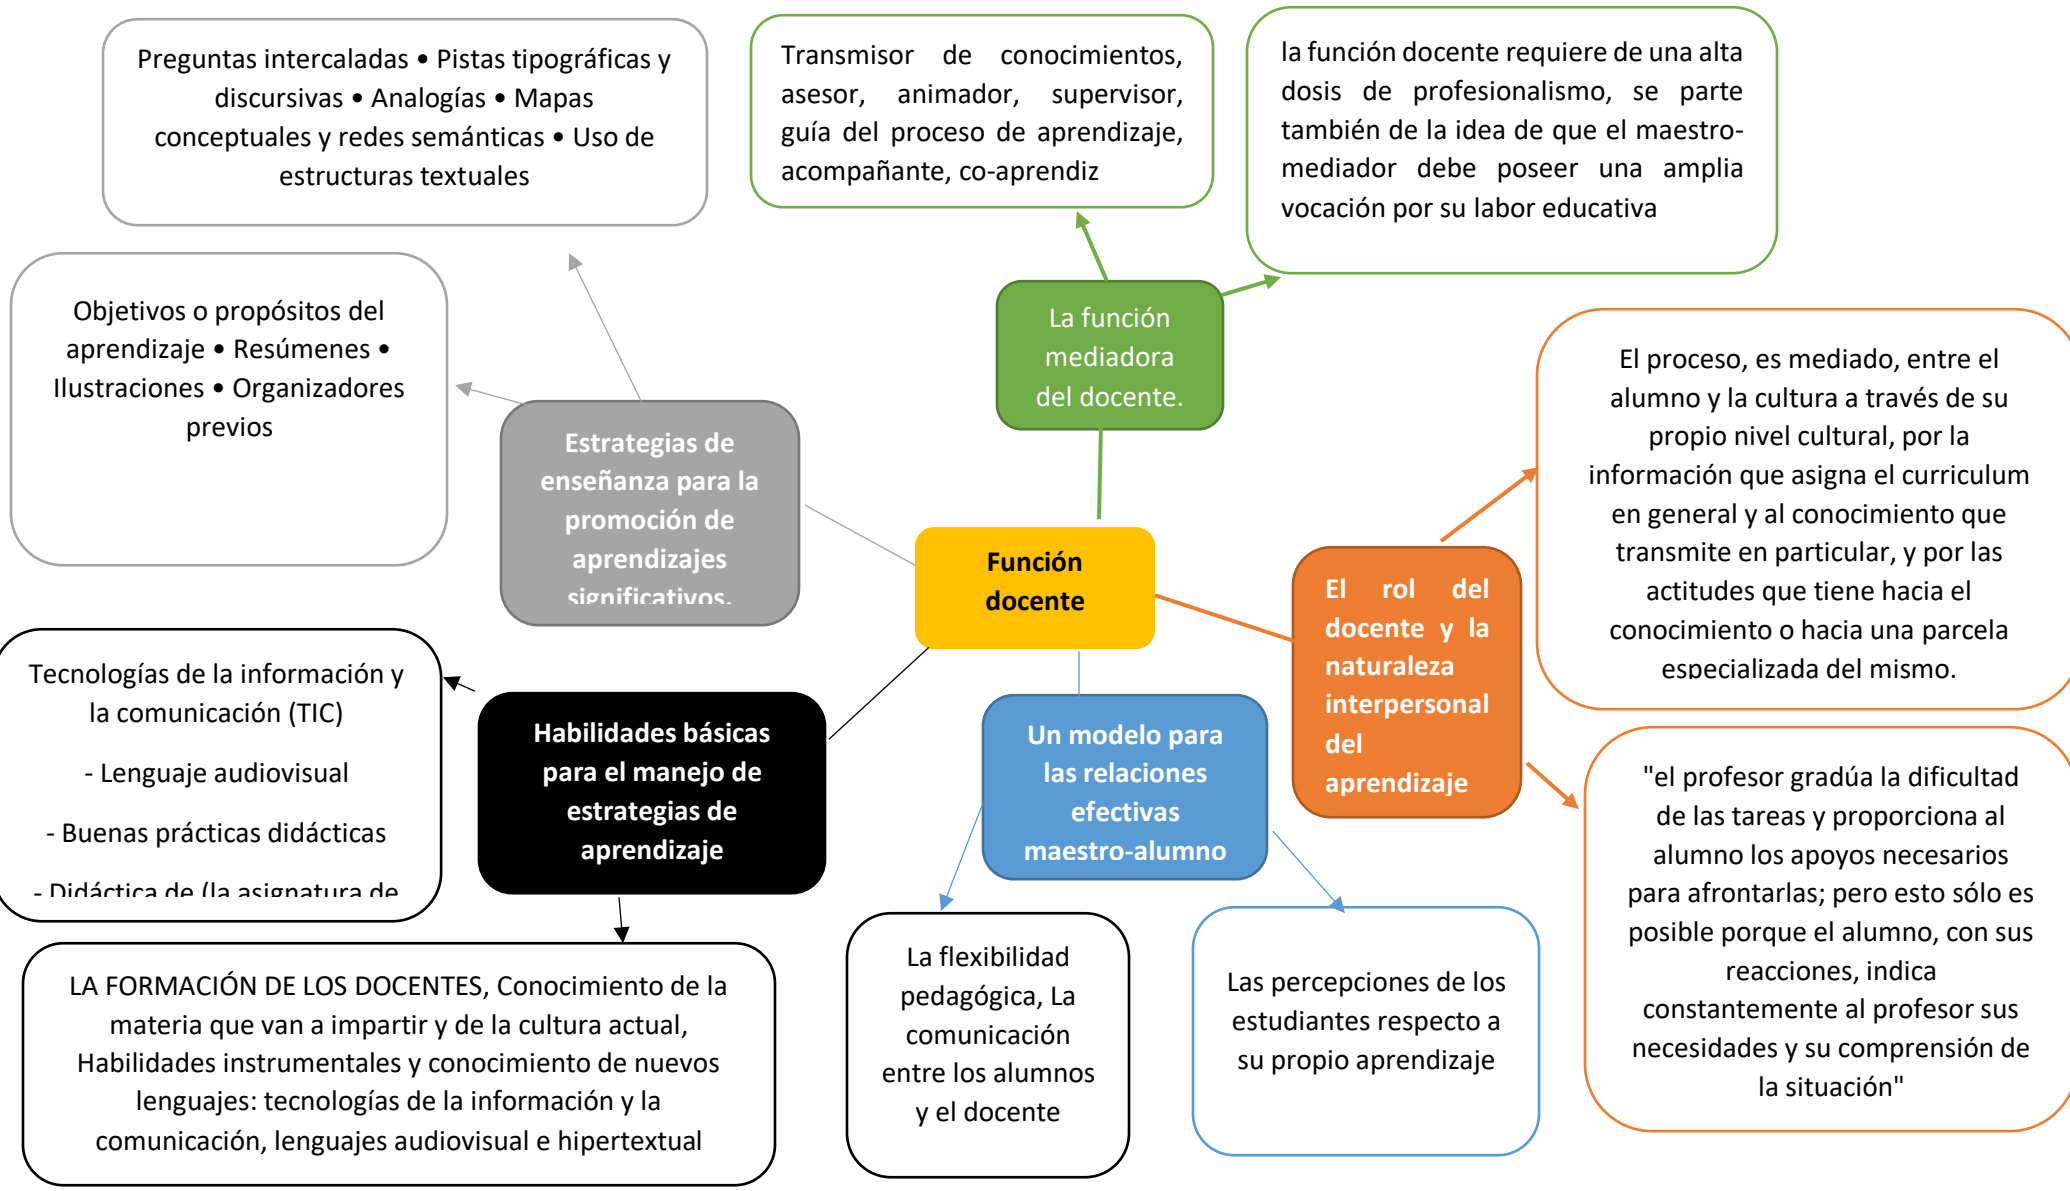 Preguntas intercaladas • Pistas tipográficas y
discursivas • Analogías • Mapas
conceptuales y redes semánticas • Uso de
estructuras textuales
Transmisor de conocimientos,
asesor, animador, supervisor,
guía del proceso de aprendizaje,
acompañante, co-aprendiz
la función docente requiere de una alta
dosis de profesionalismo, se parte
también de la idea de que el maestro-
mediador debe poseer una amplia
vocación por su labor educativa
Objetivos o propósitos del
aprendizaje • Resúmenes •
Ilustraciones • Organizadores
previos
La función
mediadora
del docente.
El proceso, es mediado, entre el
alumno y la cultura a través de su
propio nivel cultural, por la
información que asigna el curriculum
en general y al conocimiento que
transmite en particular, y por las
actitudes que tiene hacia el
conocimiento o hacia una parcela
especializada del mismo.
Estrategias de
enseñanza para la
promoción de
aprendizajes
significativos.
Función
docente
El rol del
docente y la
naturaleza
interpersonal
del
aprendizaje
Tecnologías de la información y
la comunicación (TIC)
- Lenguaje audiovisual
- Buenas prácticas didácticas
- Didáctica de (la asignatura de
Habilidades básicas
para el manejo de
estrategias de
aprendizaje
Un modelo para
las relaciones
efectivas
maestro-alumno
"el profesor gradúa la dificultad
de las tareas y proporciona al
alumno los apoyos necesarios
para afrontarlas; pero esto sólo es
posible porque el alumno, con sus
reacciones, indica
constantemente al profesor sus
necesidades y su comprensión de
la situación"
LA FORMACIÓN DE LOS DOCENTES, Conocimiento de la
materia que van a impartir y de la cultura actual,
Habilidades instrumentales y conocimiento de nuevos
lenguajes: tecnologías de la información y la
comunicación, lenguajes audiovisual e hipertextual
La flexibilidad
pedagógica, La
comunicación
entre los alumnos
y el docente
Las percepciones de los
estudiantes respecto a
su propio aprendizaje